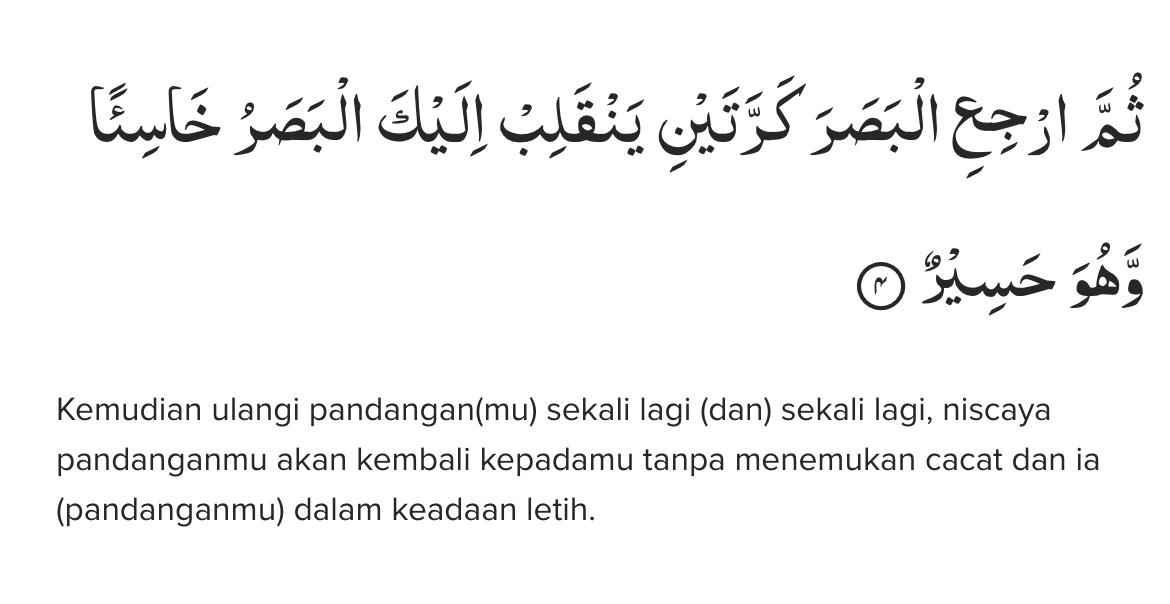 ثُمَّ ارْجِعِ الْبَصَرَ كَرَّتَيْنِ يَنْقَلِبْ اِلَيْكَ الْبَصَرُ خَاسِئًا
وَّهُوَ حَسِيْرٌ ۴
Kemudian ulangi pandangan(mu) sekali lagi (dan) sekali lagi, niscaya
pandanganmu akan kembali kepadamu tanpa menemukan cacat dan ia
(pandanganmu) dalam keadaan letih.